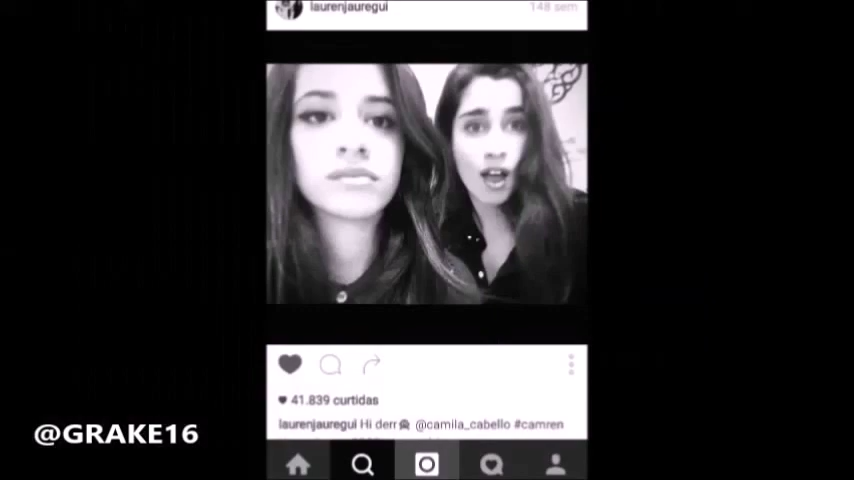 laurenjauregui 148 sem
41.839 curtidas
laurenjauregui Hi derr @camila_cabello #camren
@GRAKE16